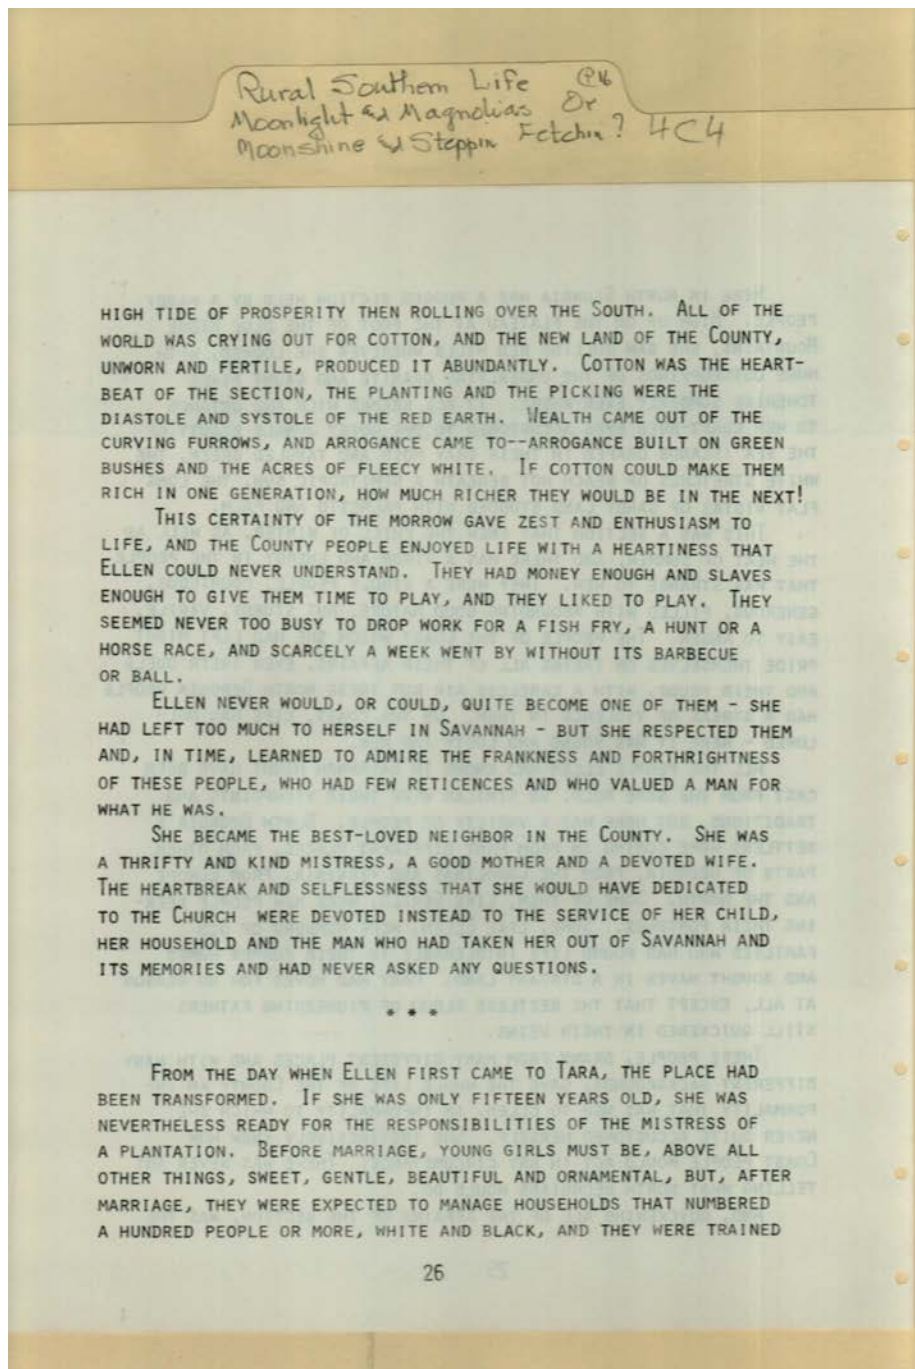 Rural Southern Life
Moonlight & Magnolias Or
Moonshine & Steppin Fetchin? 4C4
HIGH TIDE OF PROSPERITY THEN ROLLING OVER THE SOUTH. ALL OF THE
WORLD WAS CRYING OUT FOR COTTON, AND THE NEW LAND OF THE COUNTY,
UNWORN AND FERTILE, PRODUCED IT ABUNDANTLY. COTTON WAS THE HEART-
BEAT OF THE SECTION, THE PLANTING AND THE PICKING WERE THE
DIASTOLE AND SYSTOLE OF THE RED EARTH. WEALTH CAME OUT OF THE
CURVING FURROWS, AND ARROGANCE CAME TO--ARROGANCE BUILT ON GREEN
BUSHES AND THE ACRES OF FLEECY WHITE. IF COTTON COULD MAKE THEM
RICH IN ONE GENERATION, HOW MUCH RICHER THEY WOULD BE IN THE NEXT!
THIS CERTAINTY OF THE MORROW GAVE ZEST AND ENTHUSIASM TO
LIFE, AND THE COUNTY PEOPLE ENJOYED LIFE WITH A HEARTINESS THAT
ELLEN COULD NEVER UNDERSTAND. THEY HAD MONEY ENOUGH AND SLAVES
ENOUGH TO GIVE THEM TIME TO PLAY, AND THEY LIKED TO PLAY. THEY
SEEMED NEVER TOO BUSY TO DROP WORK FOR A FISH FRY, A HUNT OR A
HORSE RACE, AND SCARCELY A WEEK WENT BY WITHOUT ITS BARBECUE
OR BALL.
ELLEN NEVER WOULD, OR COULD, QUITE BECOME ONE OF THEM - SHE
HAD LEFT TOO MUCH TO HERSELF IN SAVANNAH - BUT SHE RESPECTED THEM
AND, IN TIME, LEARNED TO ADMIRE THE FRANKNESS AND FORTHRIGHTNESS
OF THESE PEOPLE, WHO HAD FEW RETICENCES AND WHO VALUED A MAN FOR
WHAT HE WAS.
SHE BECAME THE BEST-LOVED NEIGHBOR IN THE COUNTY. SHE WAS
A THRIFTY AND KIND MISTRESS, A GOOD MOTHER AND A DEVOTED WIFE.
THE HEARTBREAK AND SELFLESSNESS THAT SHE WOULD HAVE DEDICATED
TO THE CHURCH WERE DEVOTED INSTEAD TO THE SERVICE OF HER CHILD,
HER HOUSEHOLD AND THE MAN WHO HAD TAKEN HER OUT OF SAVANNAH AND
ITS MEMORIES AND HAD NEVER ASKED ANY QUESTIONS.
* * *
FROM THE DAY WHEN ELLEN FIRST CAME TO TARA, THE PLACE HAD
BEEN TRANSFORMED. IF SHE WAS ONLY FIFTEEN YEARS OLD, SHE WAS
NEVERTHELESS READY FOR THE RESPONSIBILITIES OF THE MISTRESS OF
A PLANTATION. BEFORE MARRIAGE, YOUNG GIRLS MUST BE, ABOVE ALL
OTHER THINGS, SWEET, GENTLE, BEAUTIFUL AND ORNAMENTAL, BUT, AFTER
MARRIAGE, THEY WERE EXPECTED TO MANAGE HOUSEHOLDS THAT NUMBERED
A HUNDRED PEOPLE OR MORE, WHITE AND BLACK, AND THEY WERE TRAINED
26